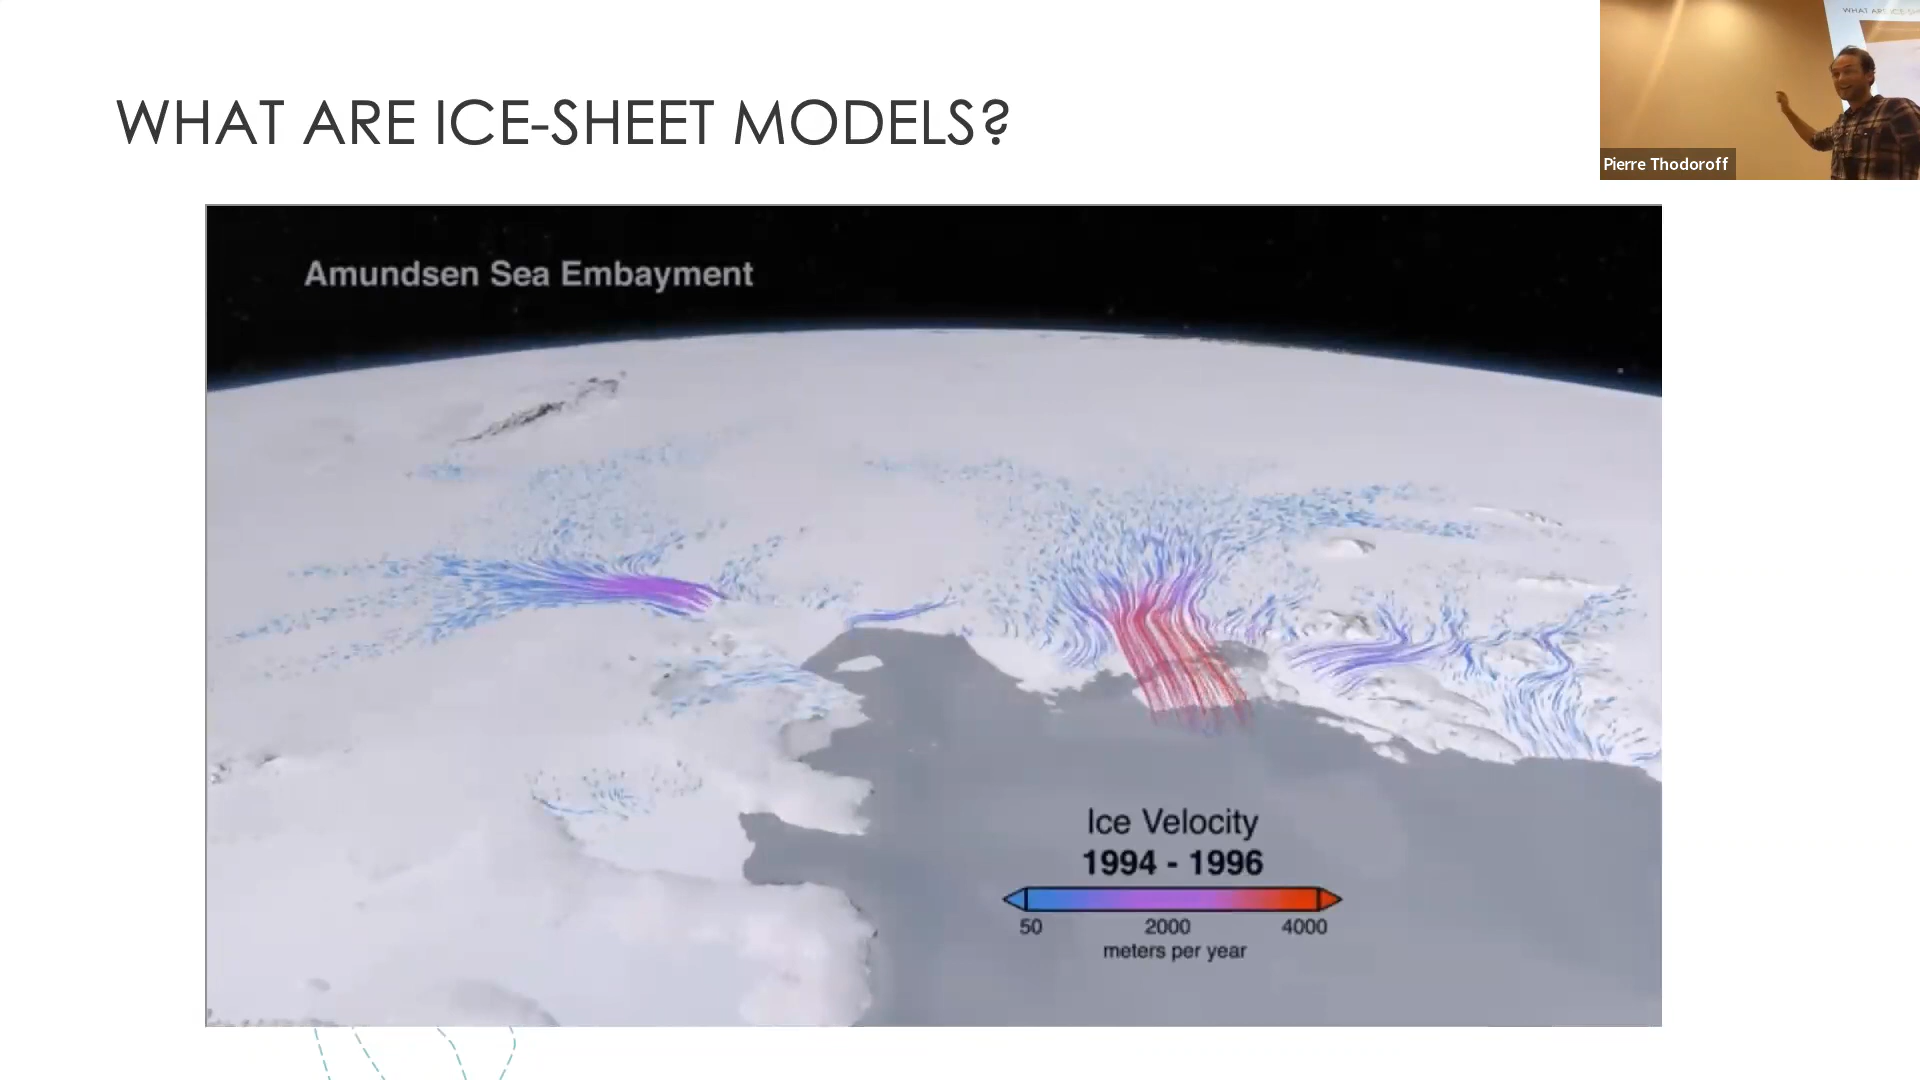 WHAT ARE ICE-SHEET MODELS?
Pierre Thodoroff
Amundsen Sea Embayment
Ice Velocity
1994 - 1996
50 2000 4000
meters per year